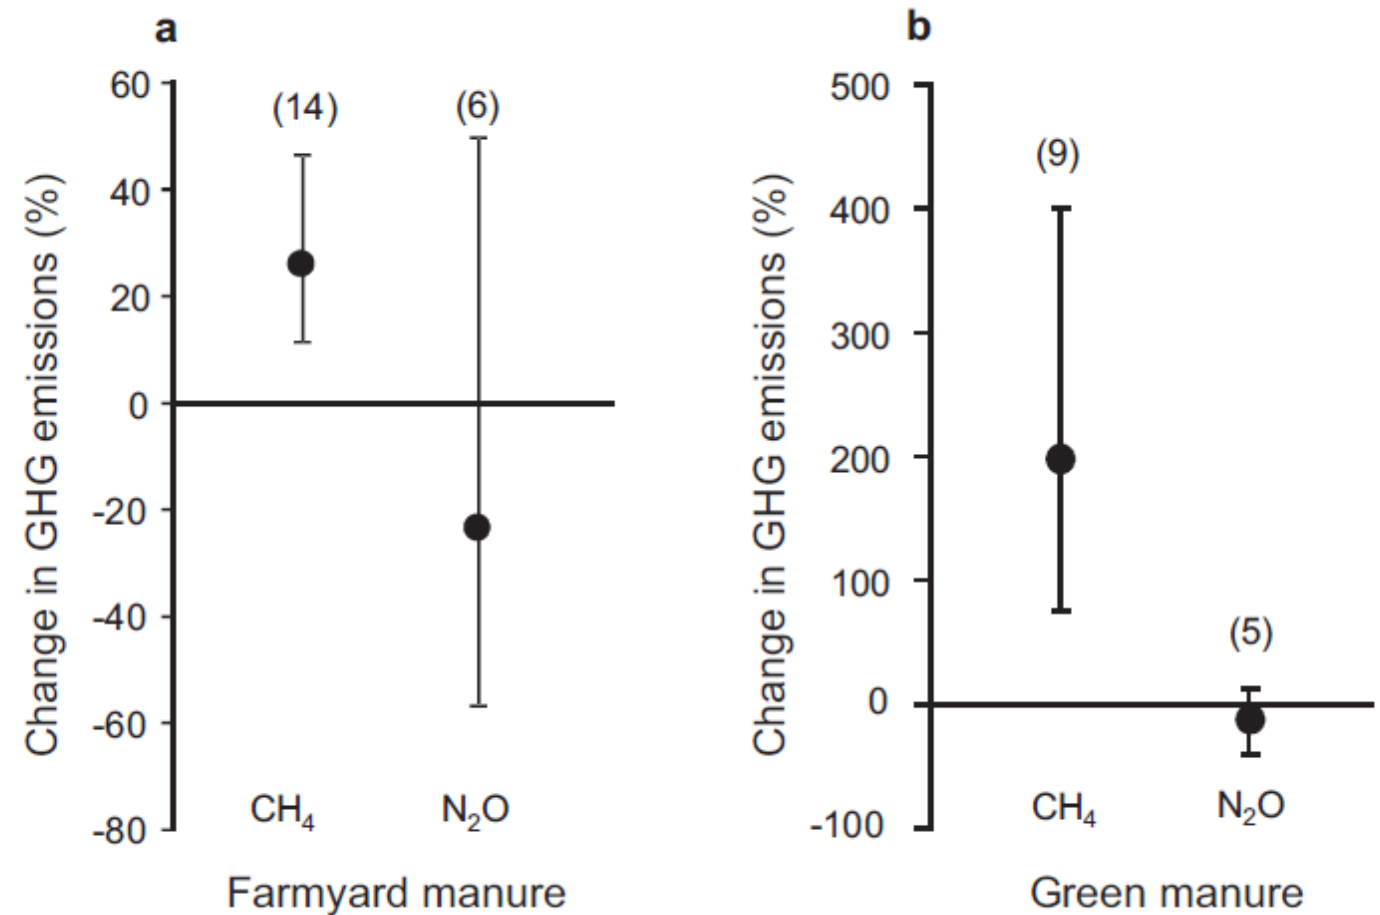 a
Change in GHG emissions (%)
60
40
20
0
-20
-40
-60
-80
(14)
(6)
CH₄
N₂O
Farmyard manure
b
Change in GHG emissions (%)
500
400
300
200
100
0
-100
(9)
(5)
CH₄
N₂O
Green manure